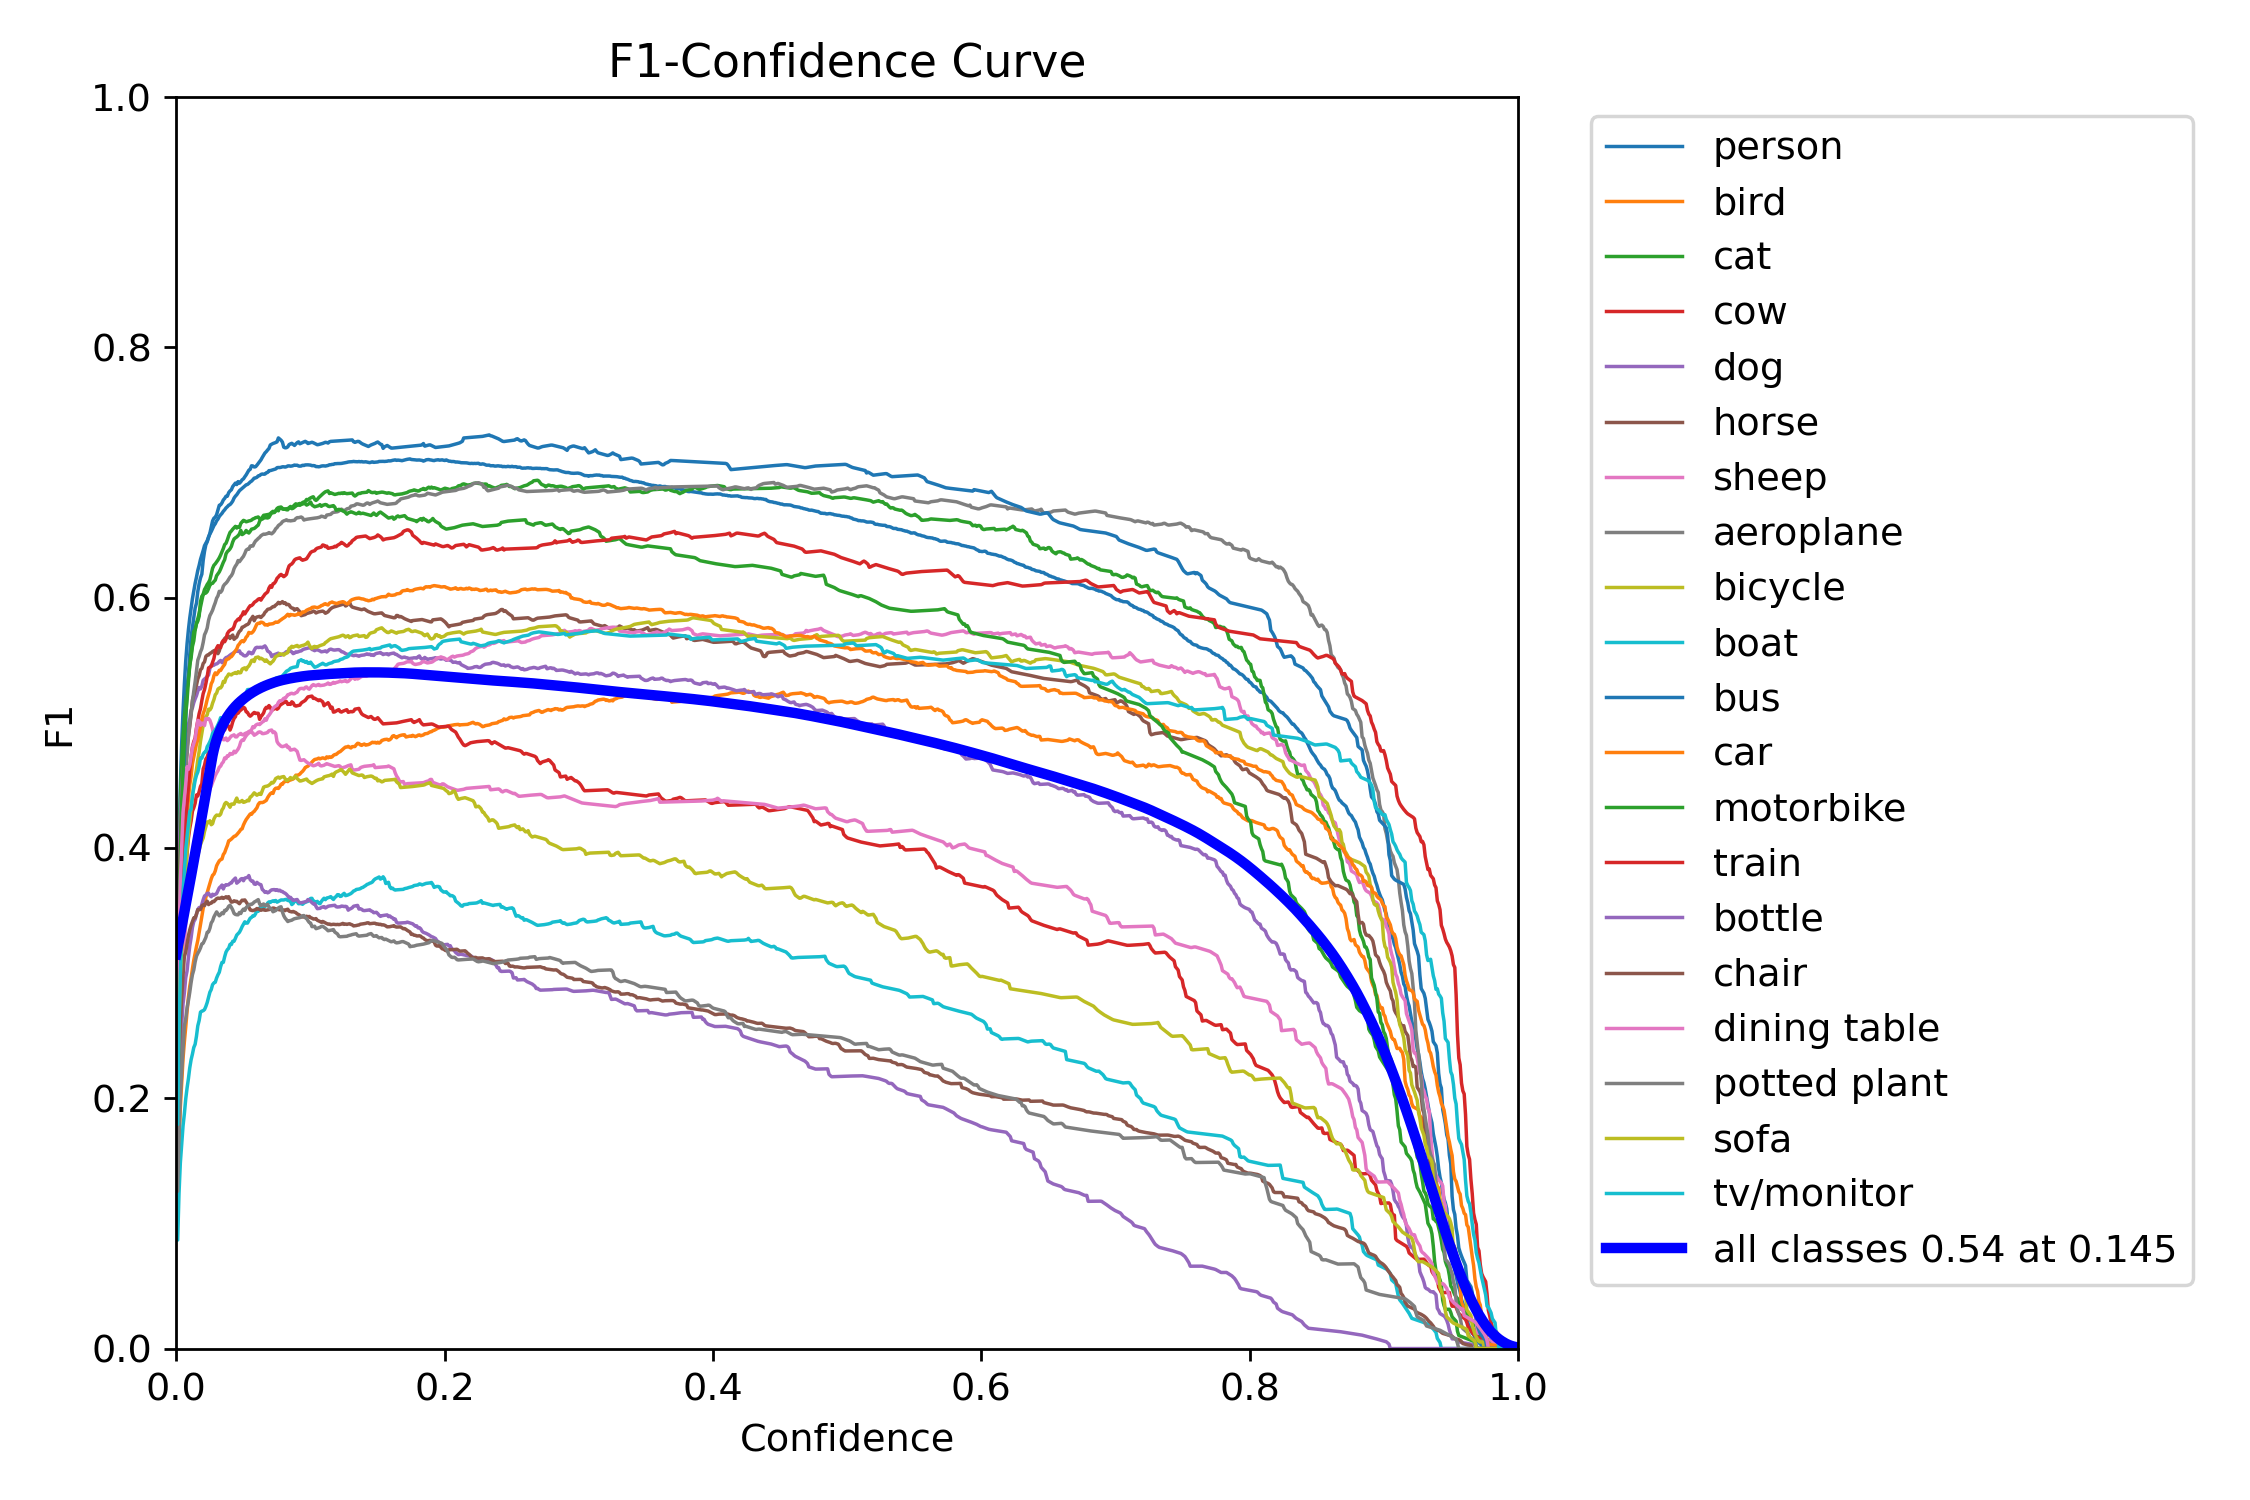 F1-Confidence Curve
1.0
0.8
0.6
0.4
0.2
0.0
F1
0.0 0.2 0.4 0.6 0.8 1.0
Confidence
person
bird
cat
cow
dog
horse
sheep
aeroplane
bicycle
boat
bus
car
motorbike
train
bottle
chair
dining table
potted plant
sofa
tv/monitor
all classes 0.54 at 0.145